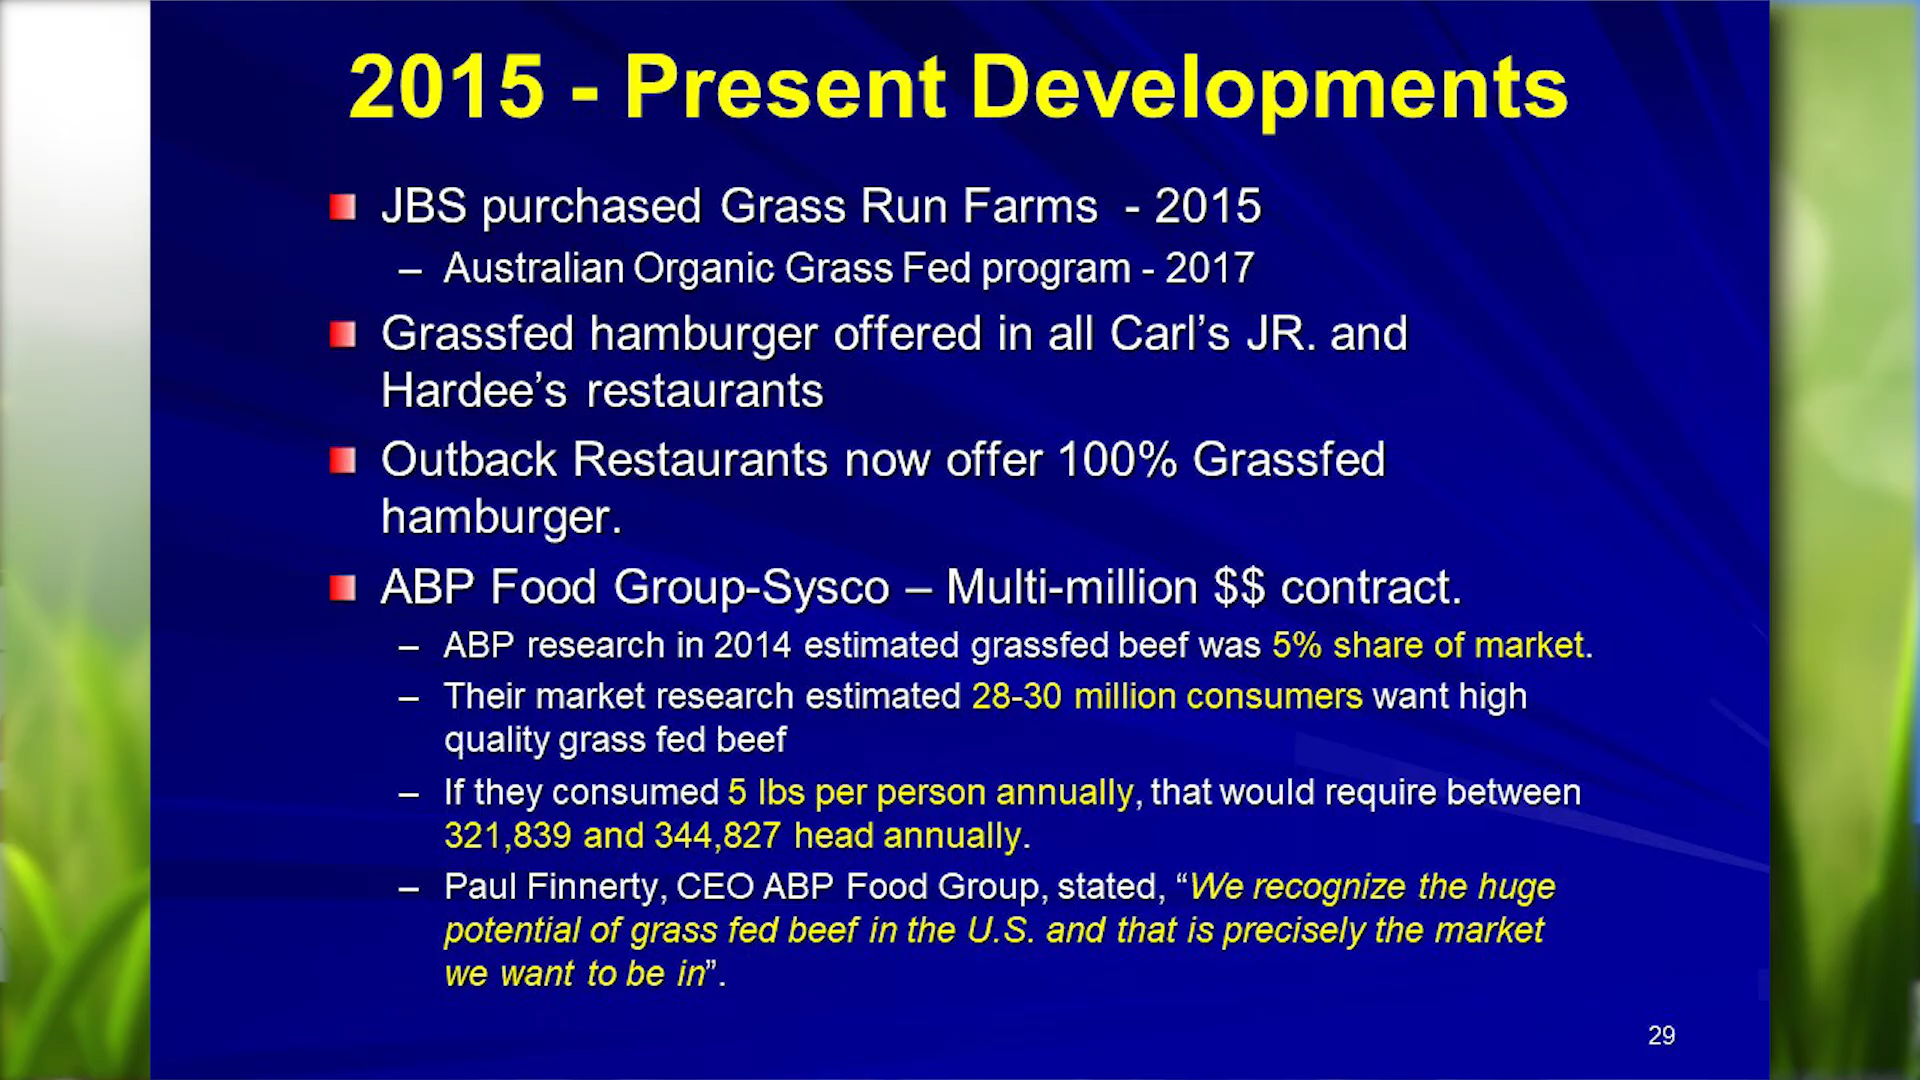 2015 - Present Developments
JBS purchased Grass Run Farms - 2015
– Australian Organic Grass Fed program - 2017
Grassfed hamburger offered in all Carl’s JR. and
Hardee’s restaurants
Outback Restaurants now offer 100% Grassfed
hamburger.
ABP Food Group-Sysco – Multi-million $$ contract.
– ABP research in 2014 estimated grassfed beef was 5% share of market.
– Their market research estimated 28-30 million consumers want high
quality grass fed beef
– If they consumed 5 lbs per person annually, that would require between
321,839 and 344,827 head annually.
– Paul Finnerty, CEO ABP Food Group, stated, “We recognize the huge
potential of grass fed beef in the U.S. and that is precisely the market
we want to be in”.
29